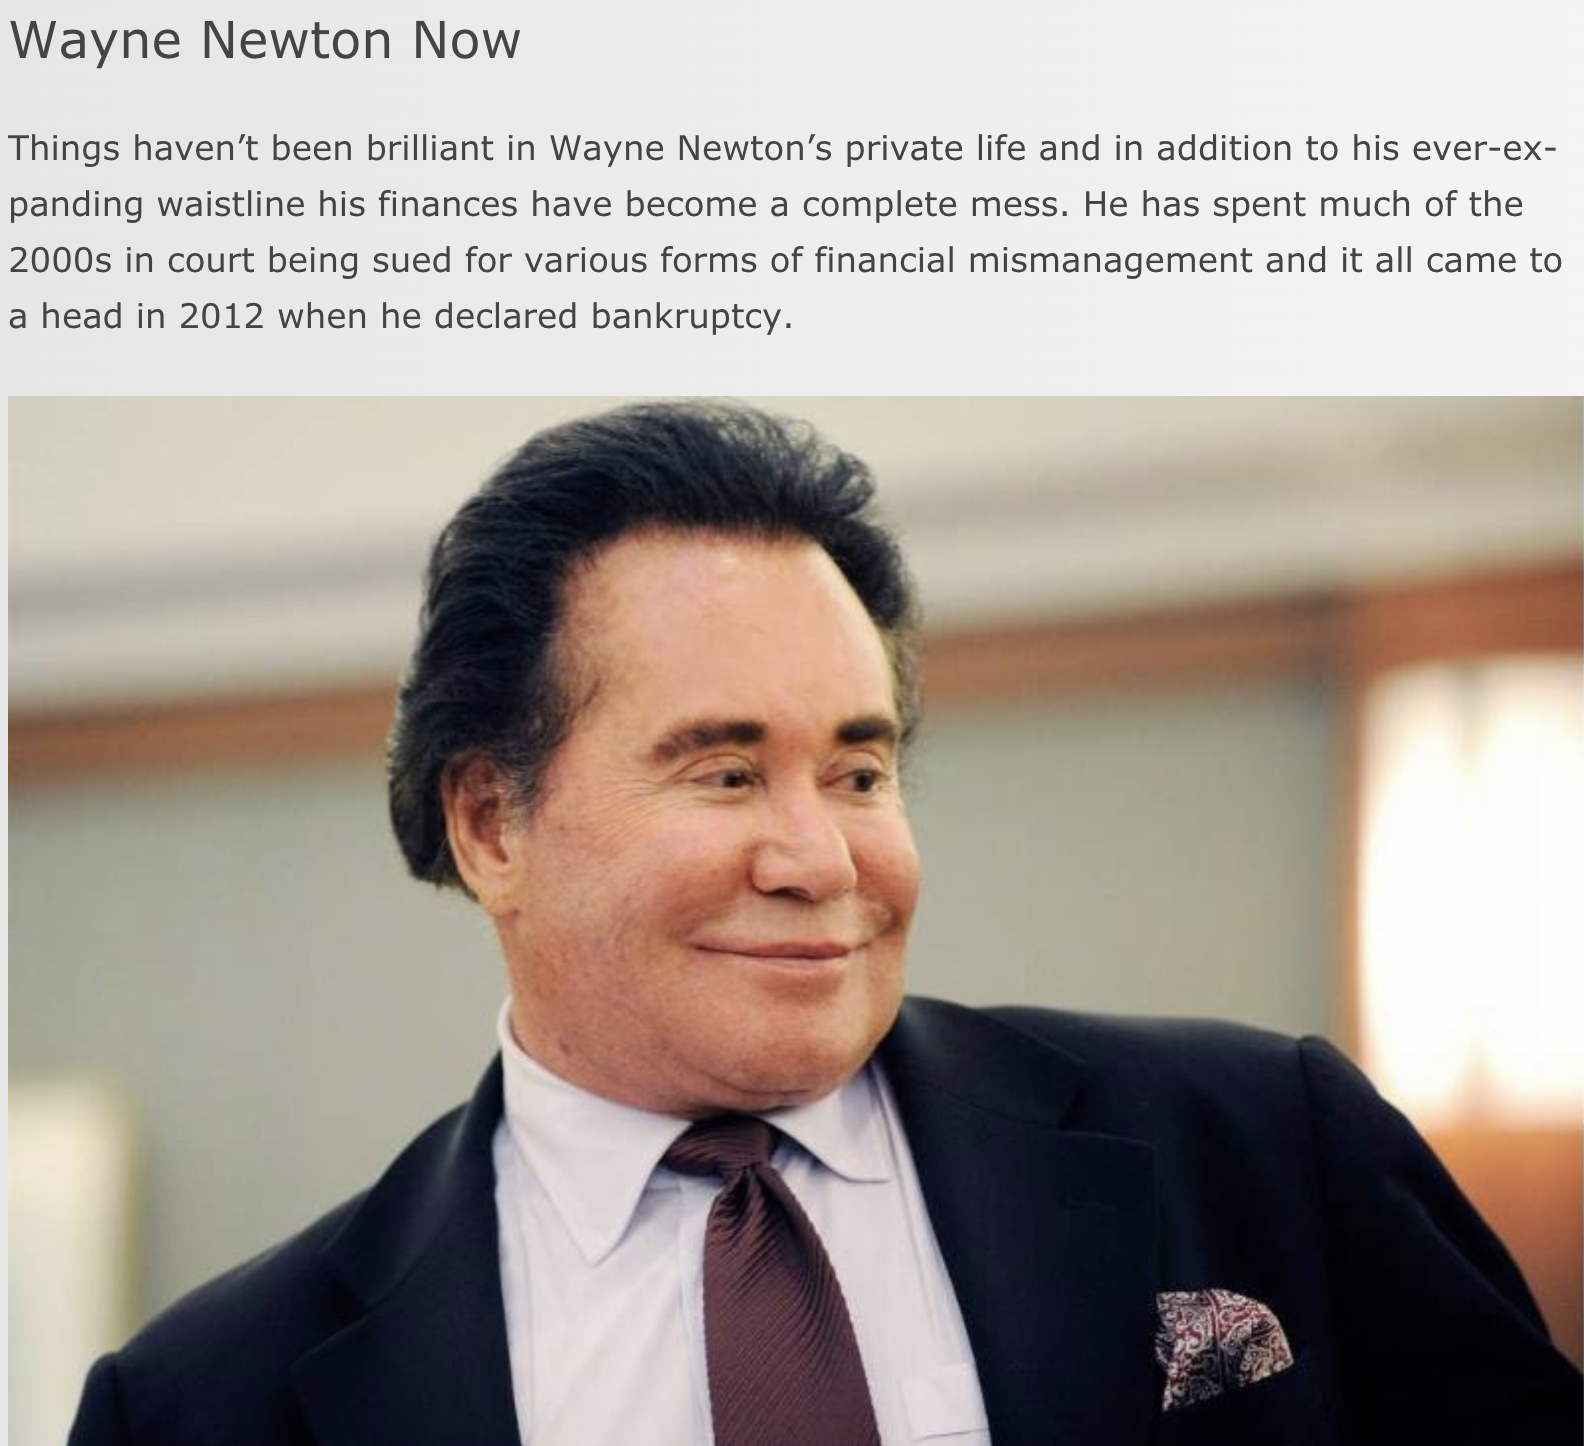 Wayne Newton Now
Things haven’t been brilliant in Wayne Newton’s private life and in addition to his ever-ex-
panding waistline his finances have become a complete mess. He has spent much of the
2000s in court being sued for various forms of financial mismanagement and it all came to
a head in 2012 when he declared bankruptcy.